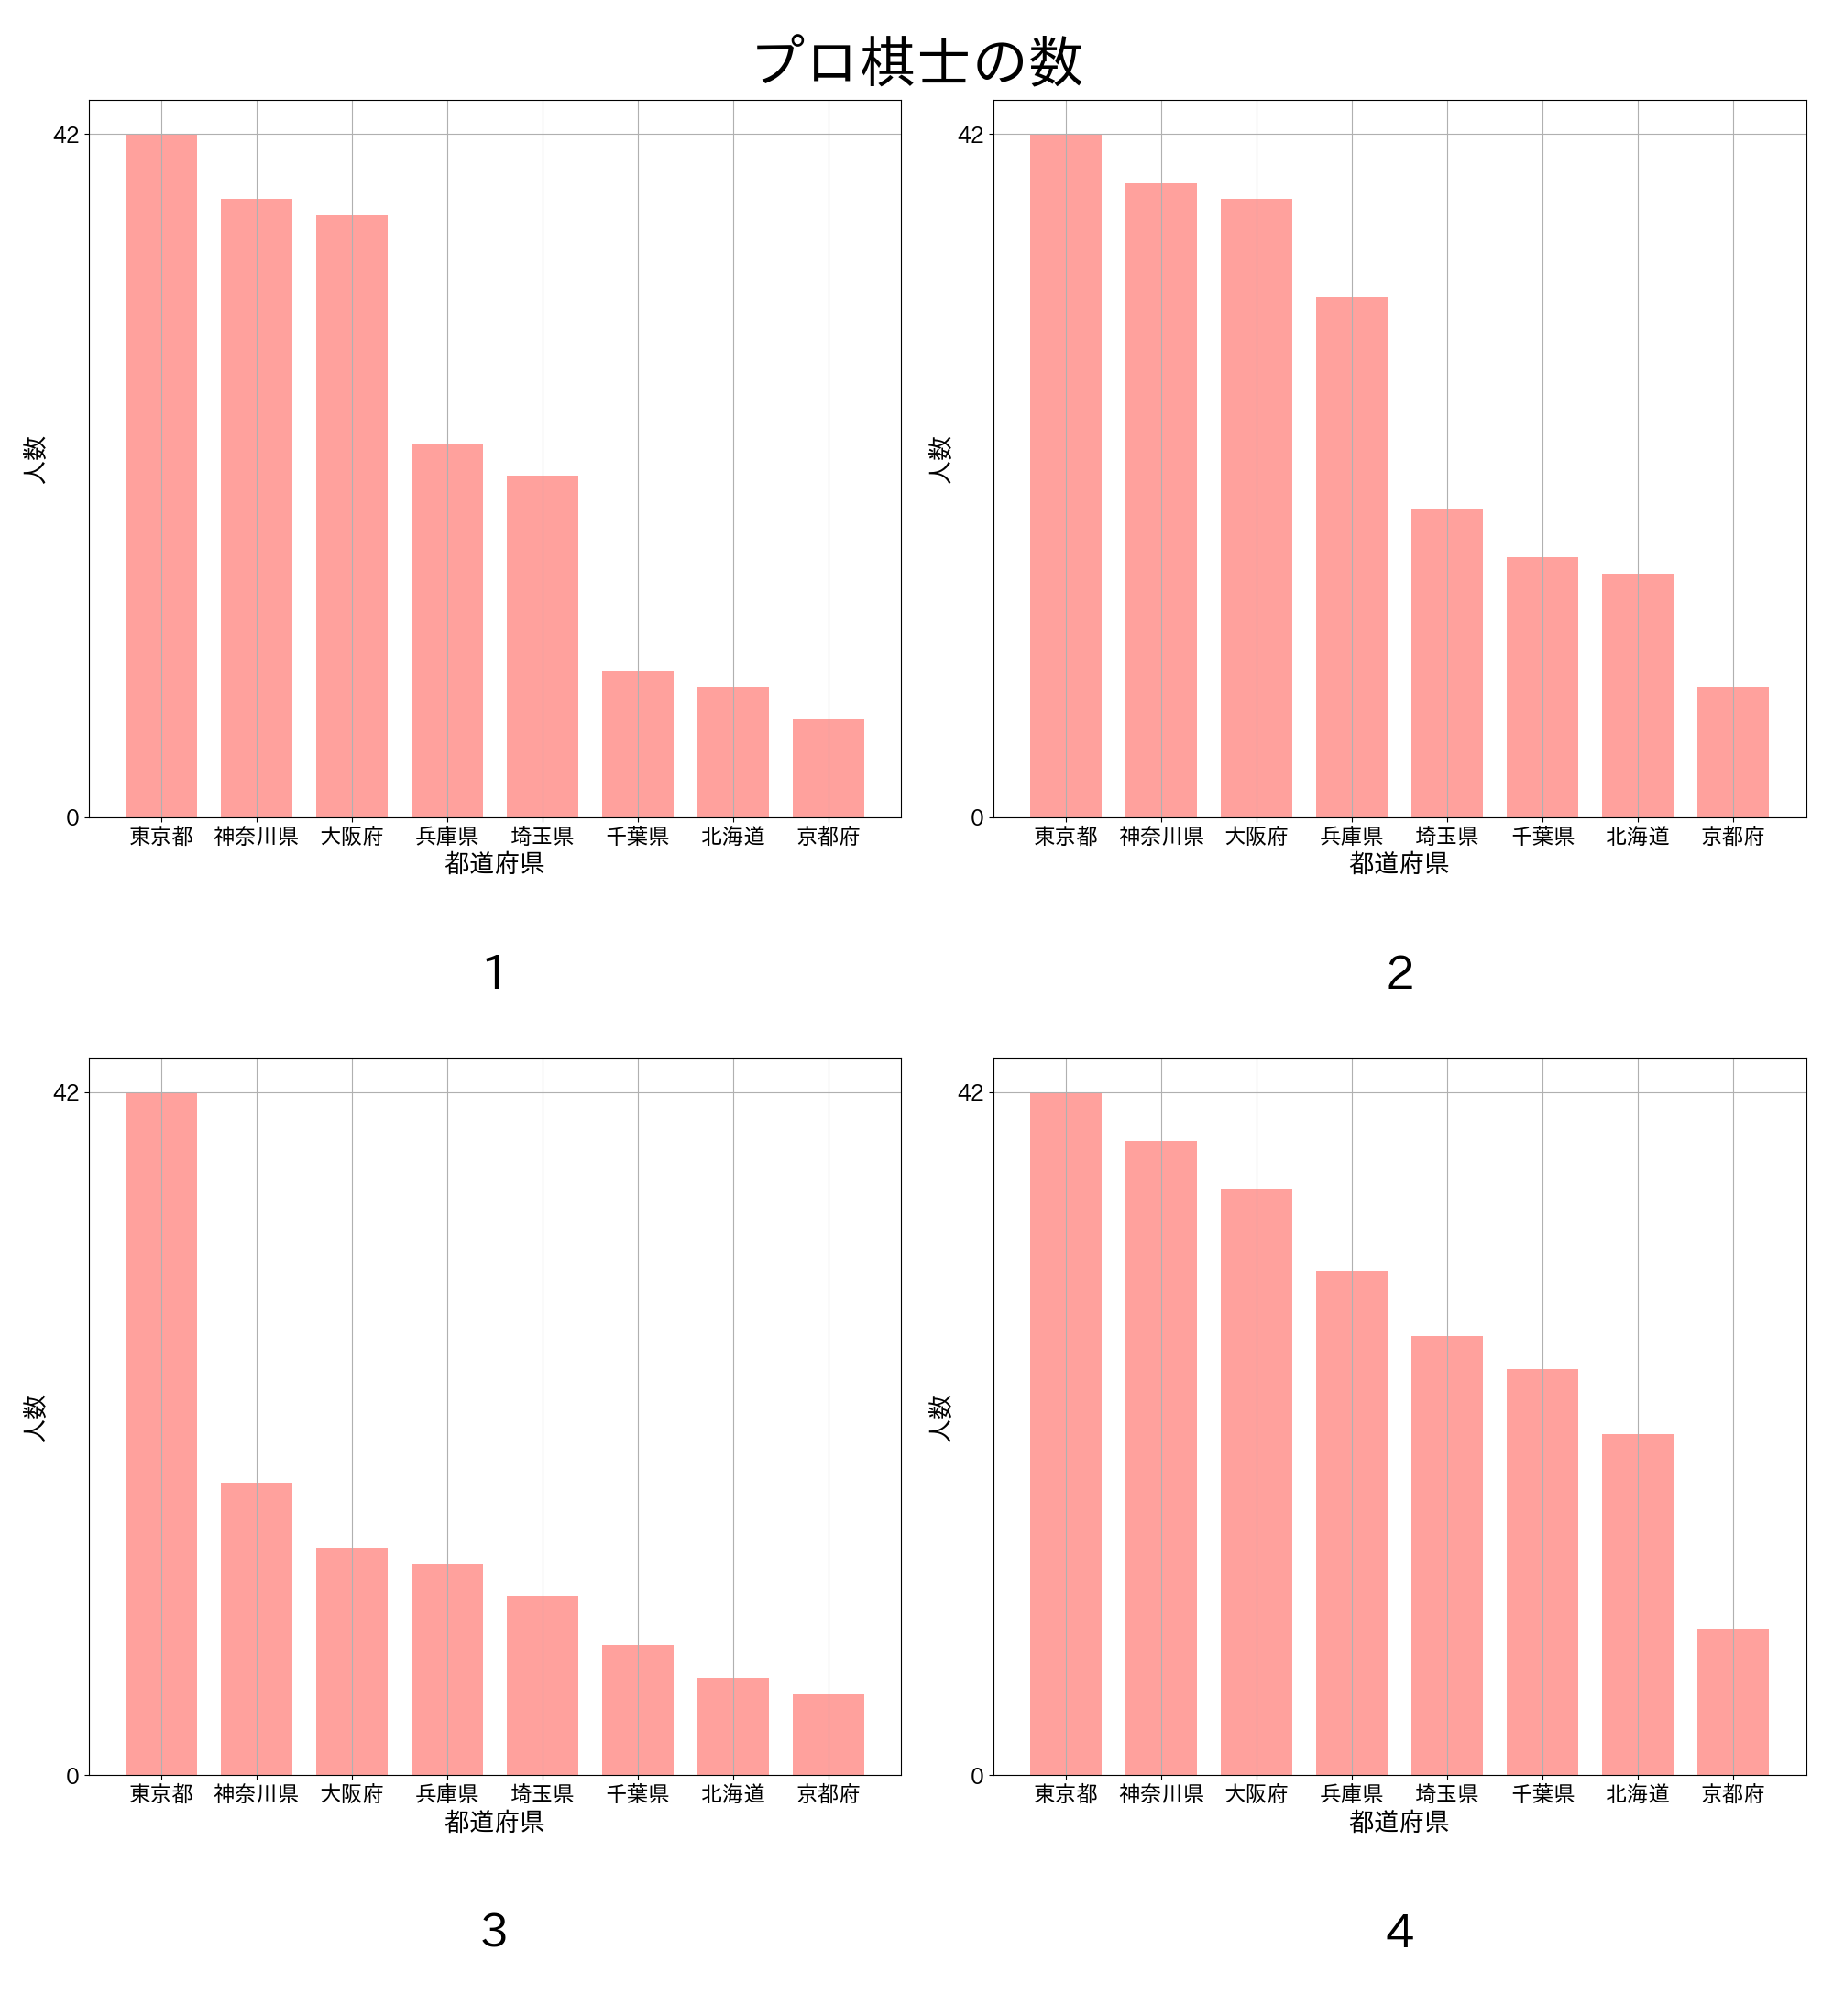 プロ棋士の数
42
0
人数
東京都 神奈川県 大阪府 兵庫県 埼玉県 千葉県 北海道 京都府
都道府県
1
42
0
人数
東京都 神奈川県 大阪府 兵庫県 埼玉県 千葉県 北海道 京都府
都道府県
2
42
0
人数
東京都 神奈川県 大阪府 兵庫県 埼玉県 千葉県 北海道 京都府
都道府県
3
42
0
人数
東京都 神奈川県 大阪府 兵庫県 埼玉県 千葉県 北海道 京都府
都道府県
4